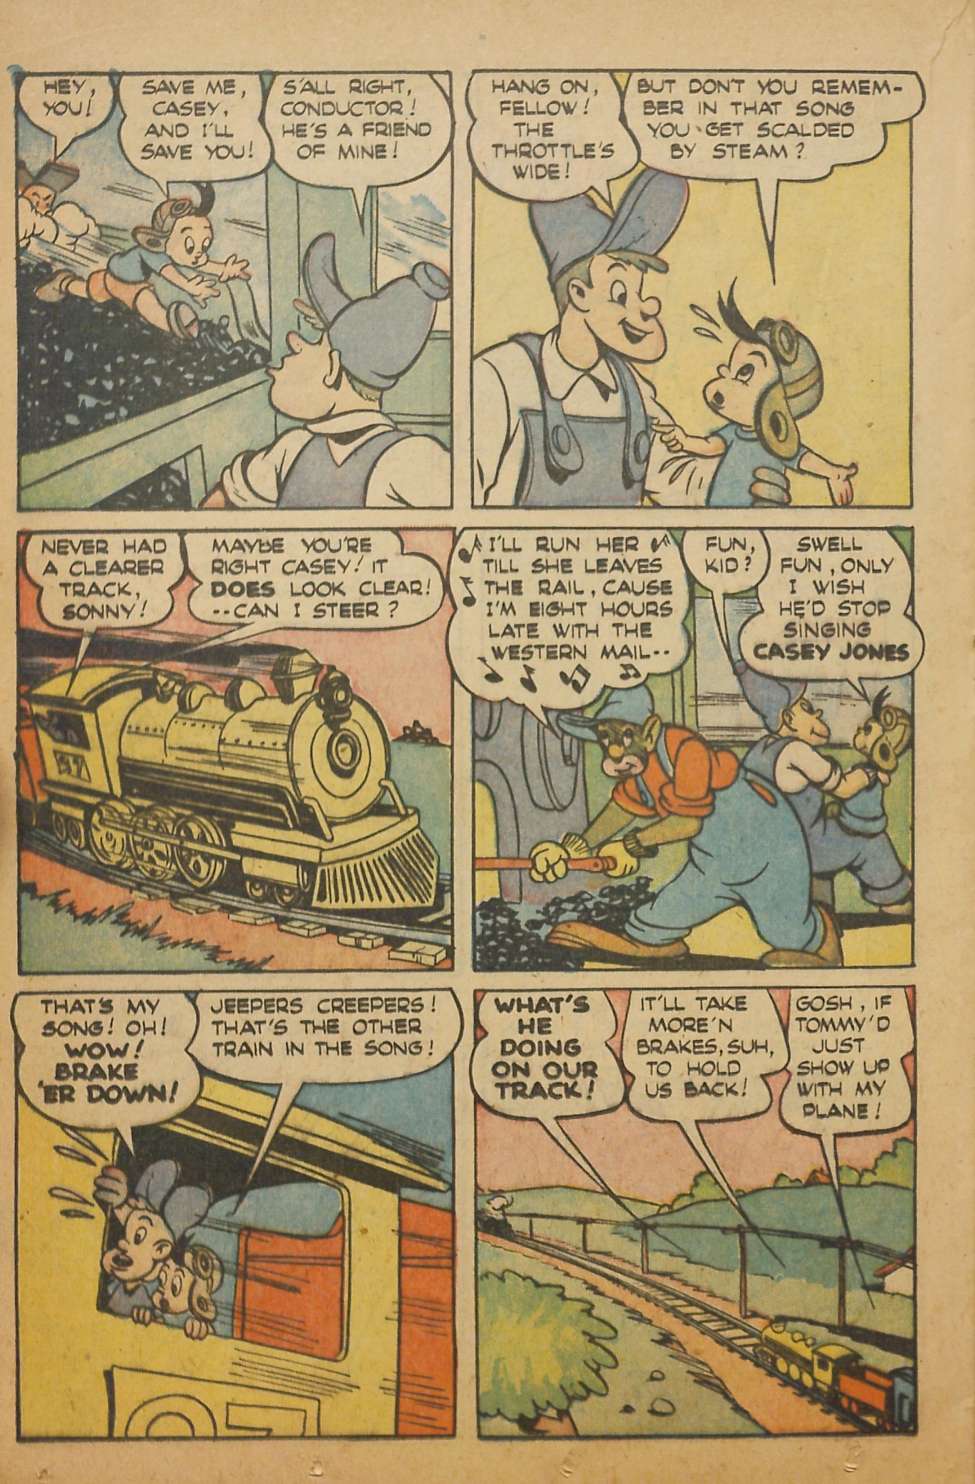 HEY,
YOU!
SAVE ME,
CASEY,
AND I'LL
SAVE YOU!
S'ALL RIGHT,
CONDUCTOR!
HE'S A FRIEND
OF MINE!
HANG ON,
FELLOW!
THE
THROTTLE'S
WIDE!
BUT DON'T YOU REMEM-
BER IN THAT SONG
YOU GET SCALDED
BY STEAM?
NEVER HAD
A CLEARER
TRACK,
SONNY!
MAYBE YOU'RE
RIGHT CASEY! IT
DOES LOOK CLEAR!
--CAN I STEER?
97
I'LL RUN HER
TILL SHE LEAVES
THE RAIL, CAUSE
I'M EIGHT HOURS
LATE WITH THE
WESTERN MAIL--
FUN,
KID?
SWELL
FUN, ONLY
I WISH
HE'D STOP
SINGING
CASEY JONES
THAT'S MY
SONG! OH!
WOW!
BRAKE
'ER DOWN!
JEEPERS CREEPERS!
THAT'S THE OTHER
TRAIN IN THE SONG!
WHAT'S
HE
DOING
ON OUR
TRACK!
IT'LL TAKE
MORE'N
BRAKES, SUH,
TO HOLD
US BACK!
GOSH, IF
TOMMY'D
JUST
SHOW UP
WITH MY
PLANE!